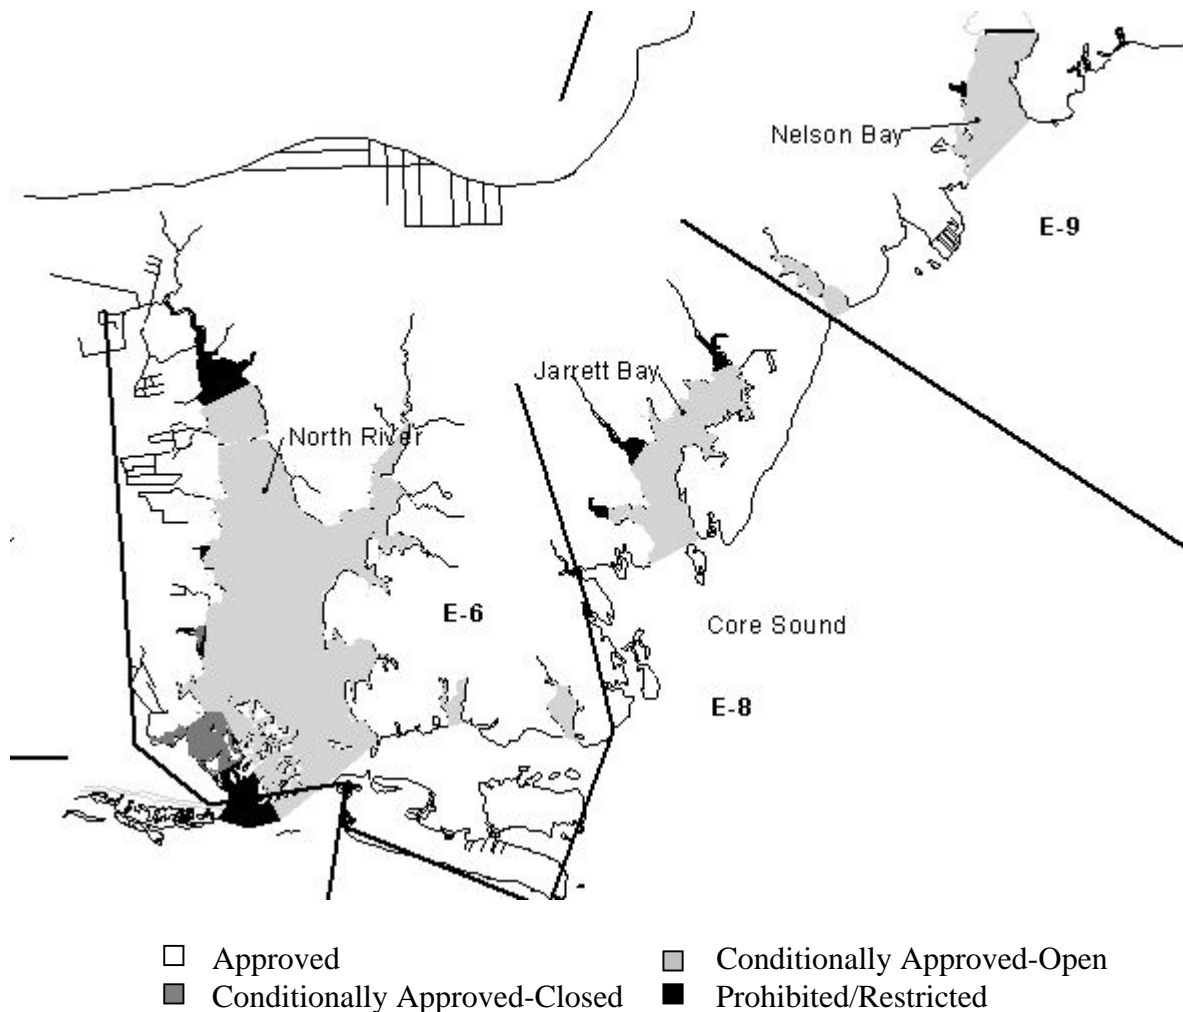 Nelson Bay
E-9
Jarrett Bay
North River
E-6
Core Sound
E-8
Approved
Conditionally Approved-Open
Conditionally Approved-Closed
Prohibited/Restricted